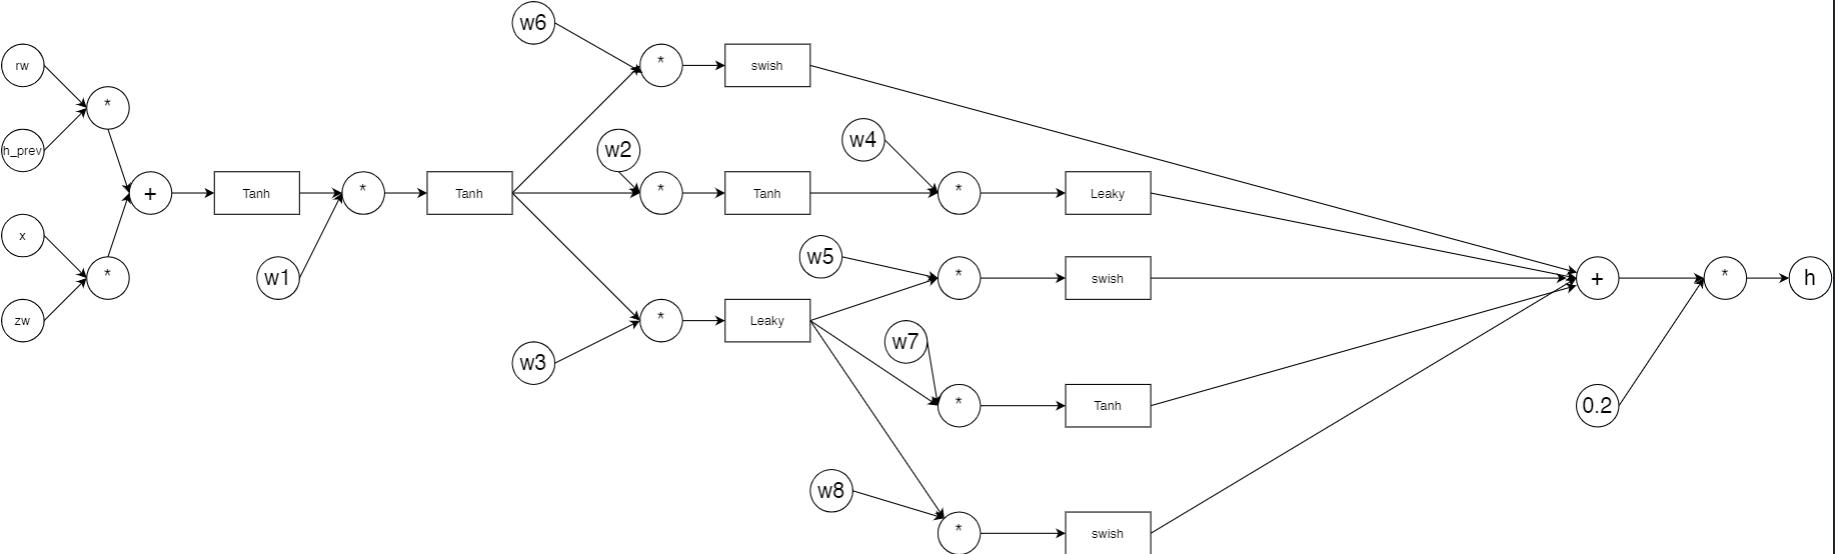 w6
rw
*
swish
*
h_prev
w2
w4
+
Tanh
*
Tanh
*
Tanh
*
Leaky
x
w5
*
w1
*
swish
+
*
h
zw
*
Leaky
w7
w3
*
Tanh
0.2
w8
*
swish